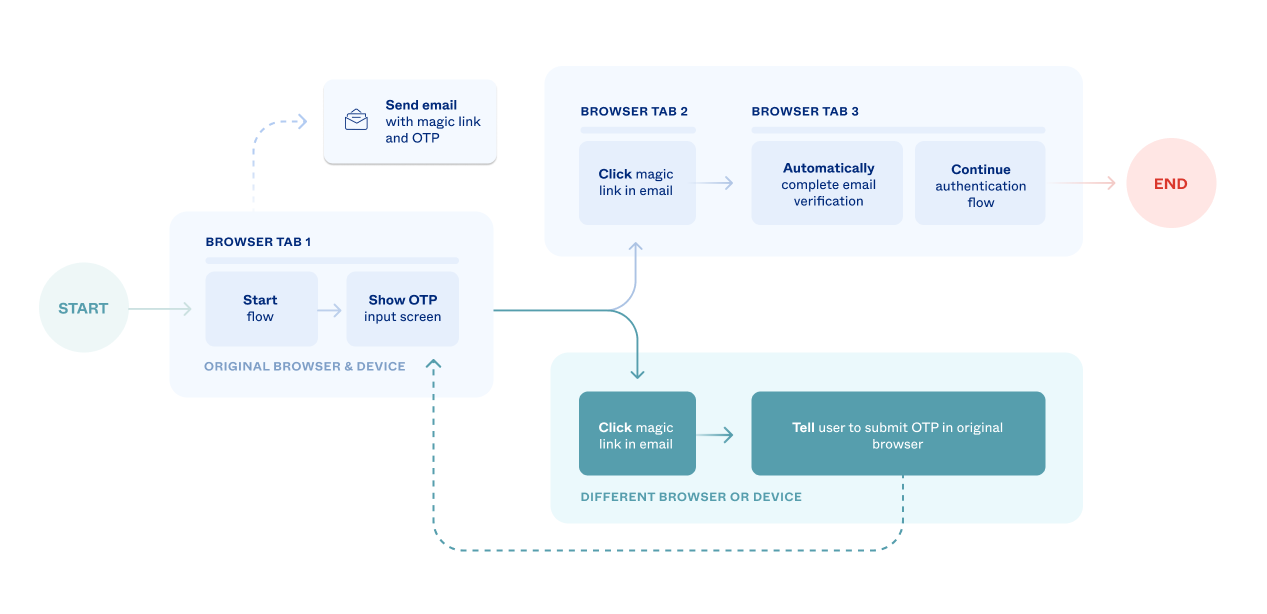 Send email
with magic link
and OTP
BROWSER TAB 2
BROWSER TAB 3
Click magic
link in email
Automatically
complete email
verification
Continue
authentication
flow
END
BROWSER TAB 1
START
Start
flow
Show OTP
input screen
ORIGINAL BROWSER & DEVICE
Click magic
link in email
Tell user to submit OTP in original
browser
DIFFERENT BROWSER OR DEVICE